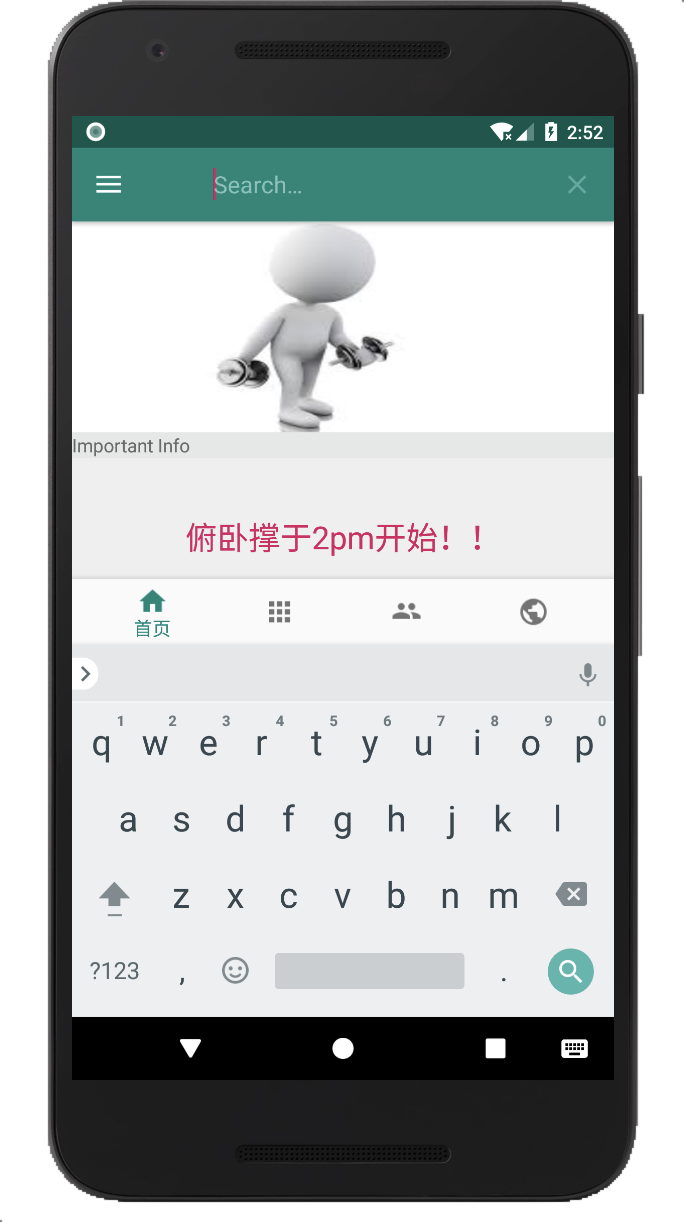 2:52
Search...
Important Info
俯卧撑于2pm开始！！
首页
1 2 3 4 5 6 7 8 9 0
q w e r t y u i o p
a s d f g h j k l
z x c v b n m
?123 , .